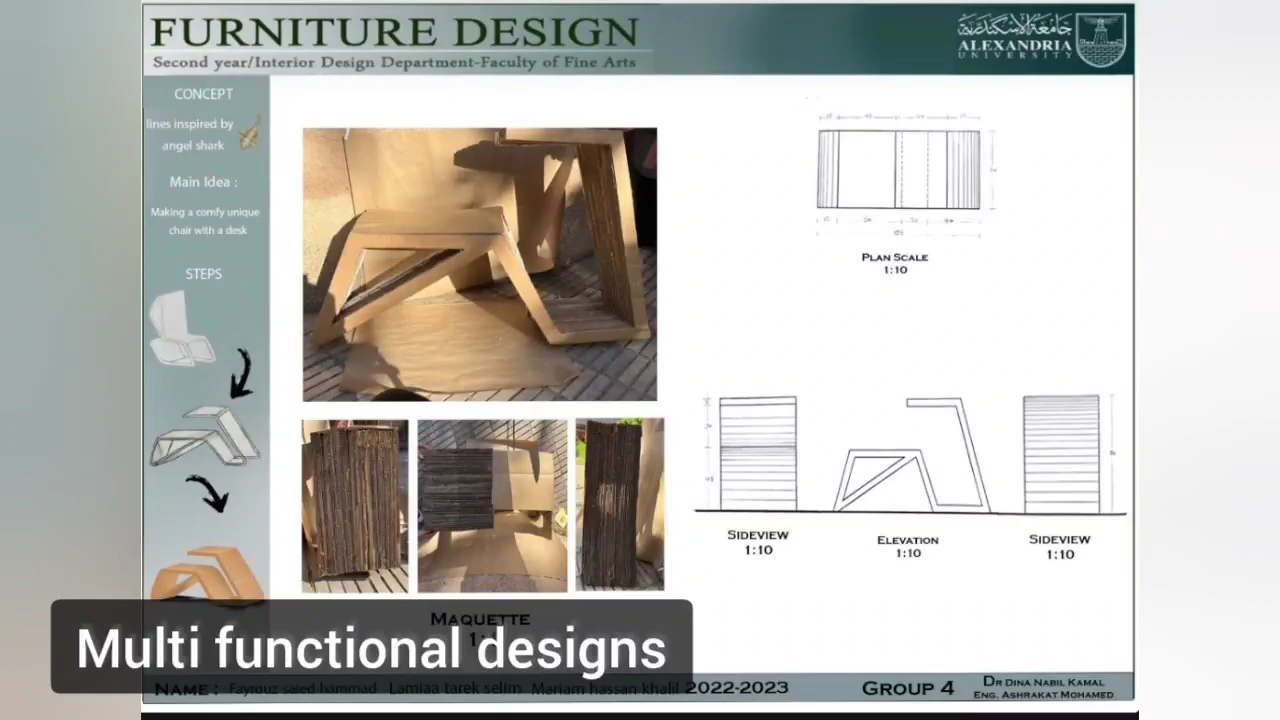 FURNITURE DESIGN
Second year/Interior Design Department-Faculty of Fine Arts
جامعة الإسكندرية
ALEXANDRIA
UNIVERSITY
CONCEPT
lines inspired by
angel shark
Main Idea :
Making a comfy unique
chair with a desk
STEPS
PLAN SCALE
1:10
SIDEVIEW
1:10
ELEVATION
1:10
SIDEVIEW
1:10
MAQUETTE
Multi functional designs
NAME : Fayrouz saied hammad Lamiaa tarek selim Mariam hassan khalil 2022-2023
GROUP 4
DR DINA NABIL KAMAL
ENG. ASHRAKAT MOHAMED